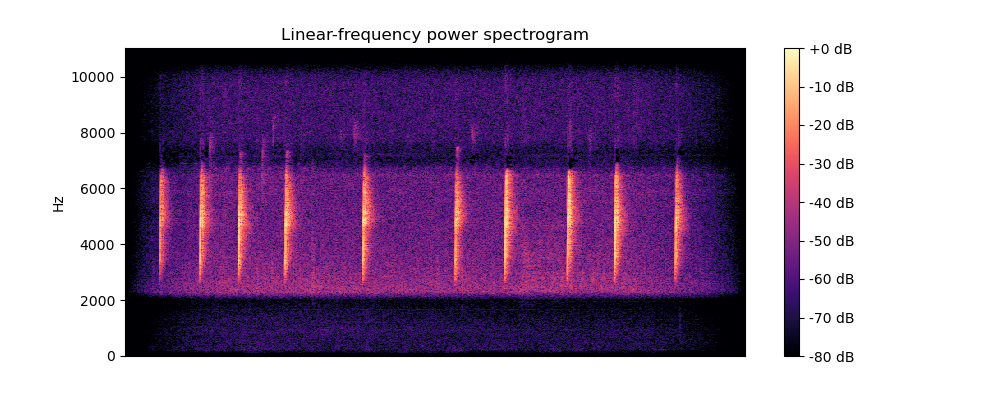 Linear-frequency power spectrogram
Hz
10000
8000
6000
4000
2000
0
+0 dB
-10 dB
-20 dB
-30 dB
-40 dB
-50 dB
-60 dB
-70 dB
-80 dB